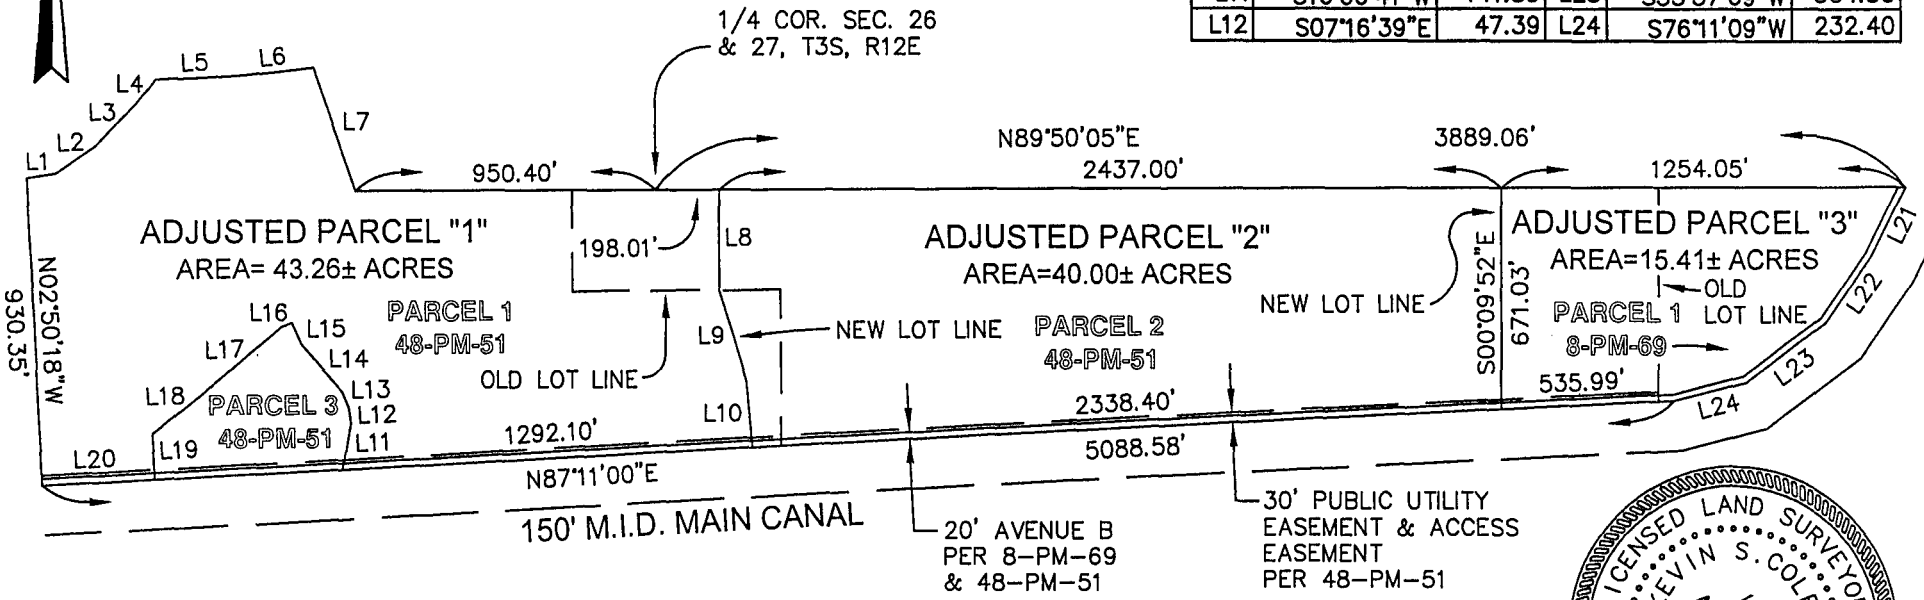 1/4 COR. SEC. 26
& 27, T3S, R12E
L12 S07°16'39"E 47.39 L24 S76°11'09"W 232.40
L1
L2
L3
L4
L5
L6
L7
950.40'
N89°50'05"E
2437.00'
3889.06'
1254.05'
ADJUSTED PARCEL "1"
AREA= 43.26± ACRES
198.01'
L8
ADJUSTED PARCEL "2"
AREA=40.00± ACRES
ADJUSTED PARCEL "3"
AREA=15.41± ACRES
L21
N02°50'18"W
930.35'
PARCEL 1
48-PM-51
L9
NEW LOT LINE
PARCEL 2
48-PM-51
NEW LOT LINE
S00°09'52"E
671.03'
OLD
LOT LINE
PARCEL 1
8-PM-69
L22
L16
L15
L14
L13
L12
L11
L17
L18
L19
L20
PARCEL 3
48-PM-51
OLD LOT LINE
L10
1292.10'
N87°11'00"E
2338.40'
5088.58'
535.99'
L23
L24
150' M.I.D. MAIN CANAL
20' AVENUE B
PER 8-PM-69
& 48-PM-51
30' PUBLIC UTILITY
EASEMENT & ACCESS
EASEMENT
PER 48-PM-51
LAND SURVEYOR
KEVIN S.